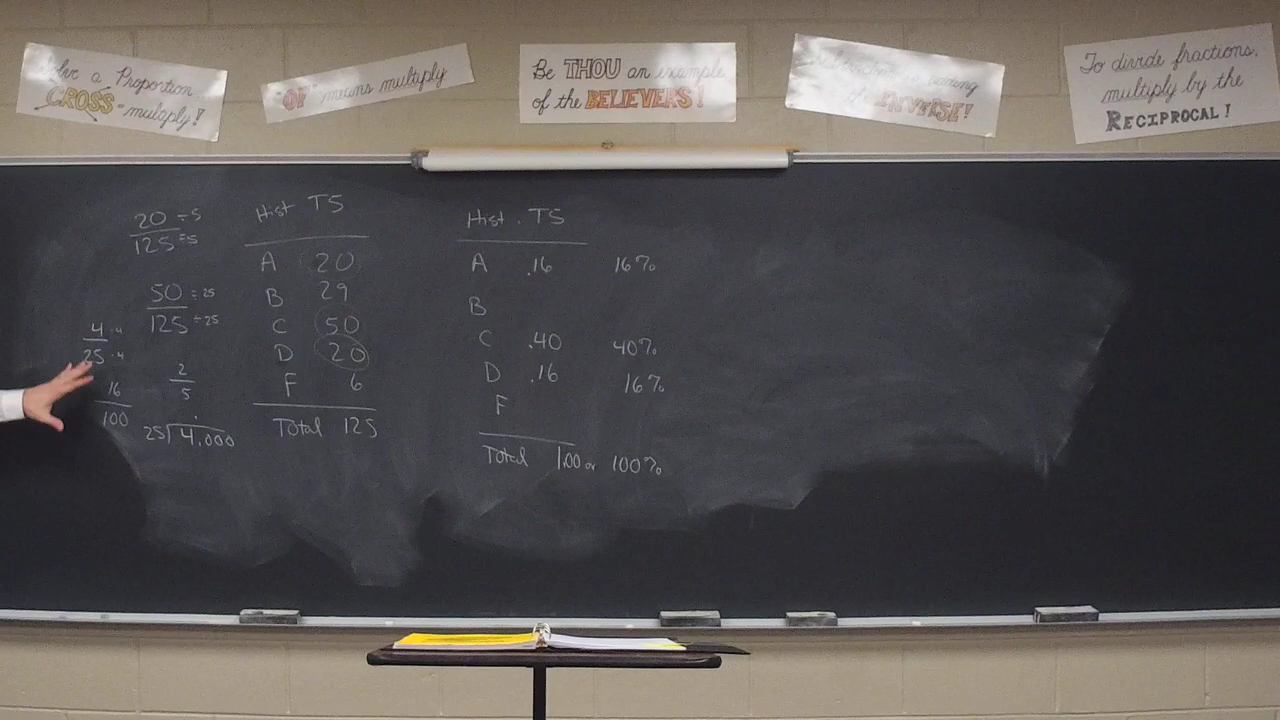 Solve a Proportion
"CROSS" multiply!
"OF" means multiply
Be THOU an example
of the BELIEVERS!
INVERSE!
To divide fractions,
multiply by the
RECIPROCAL!
20 ÷5
125 ÷5
50 ÷25
125 ÷25
4 ·4
25 ·4
16
100
2
5
25 4.000
Hist TS
A 20
B 29
C 50
D 20
F 6
Total 125
Hist. TS
A .16 16%
B
C .40 40%
D .16 16%
F
Total 1.00 or 100%